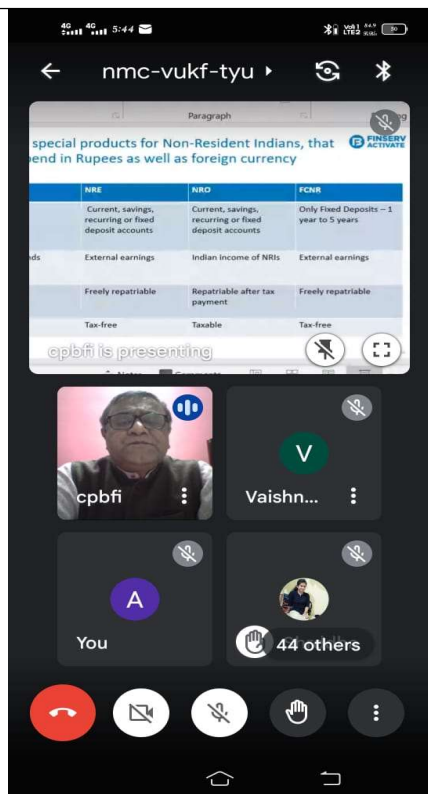 4G 4G 5:44
50
nmc-vukf-tyu
Paragraph
special products for Non-Resident Indians, that
end in Rupees as well as foreign currency
FINSERV
ACTIVATE
NRE NRO FCNR
Current, savings, recurring or fixed deposit accounts
Current, savings, recurring or fixed deposit accounts
Only Fixed Deposits – 1 year to 5 years
nds External earnings Indian income of NRIs External earnings
Freely repatriable Repatriable after tax payment Freely repatriable
Tax-free Taxable Tax-free
cpbfi is presenting
cpbfi
V
Vaishn...
A
You
44 others